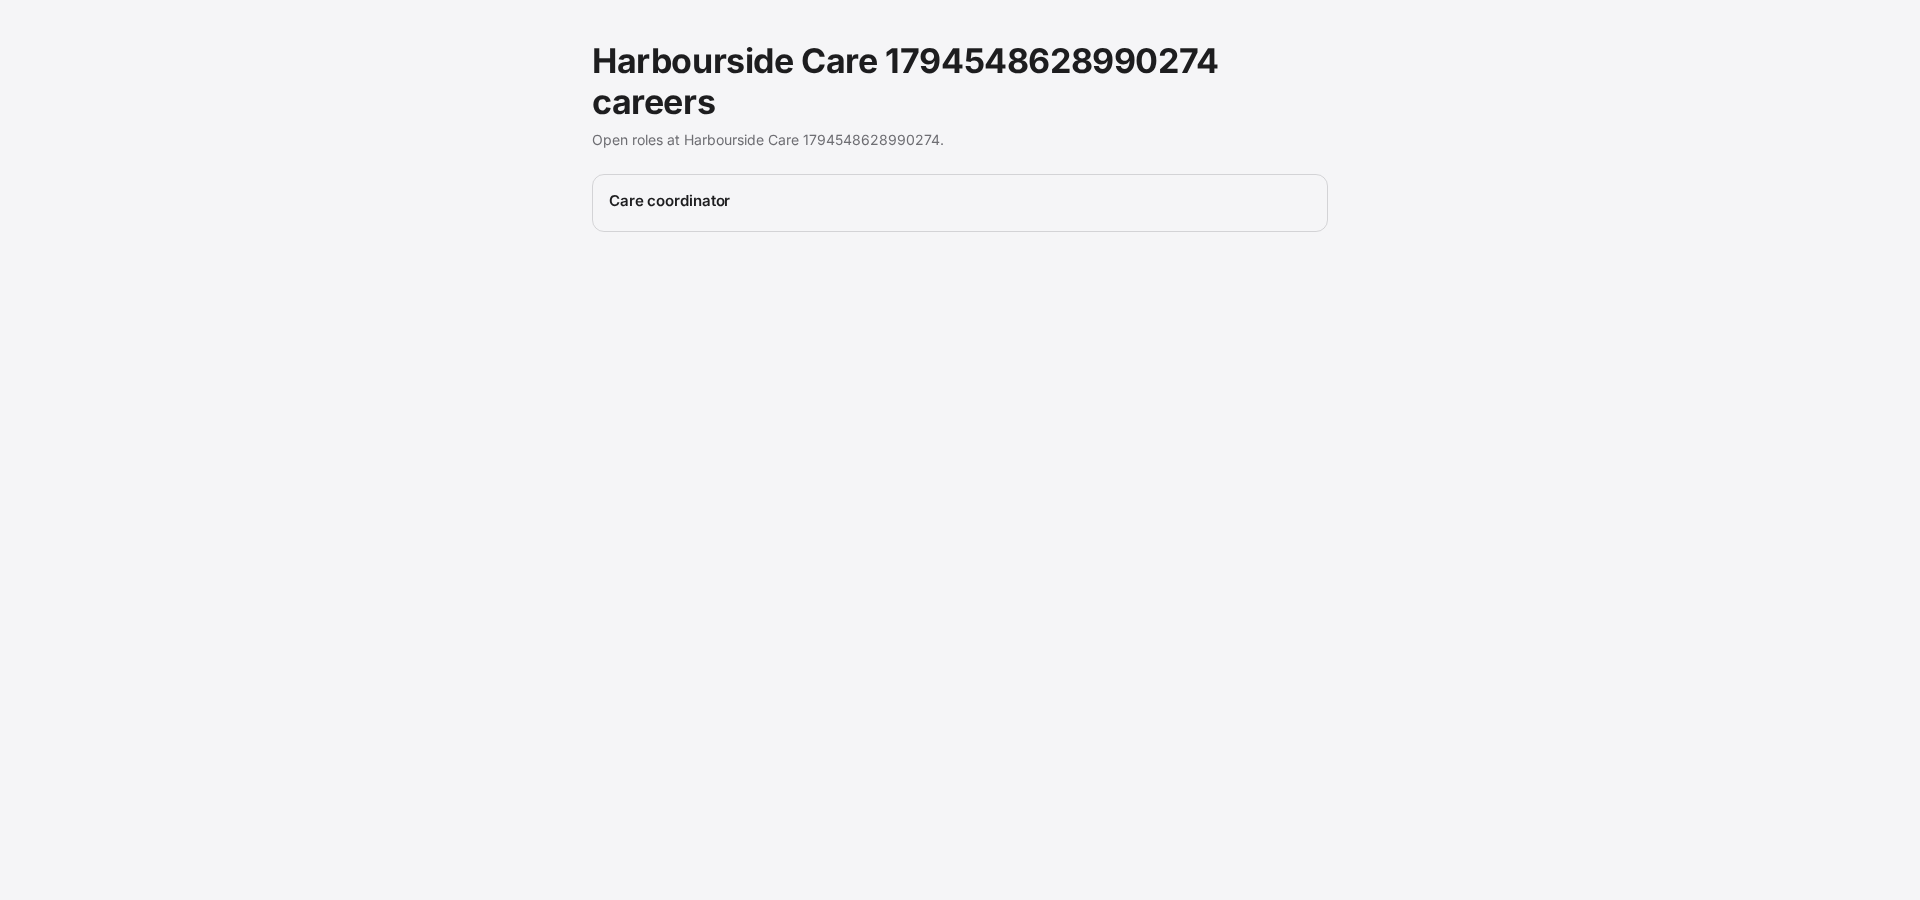 Harbourside Care 1794548628990274
careers
Open roles at Harbourside Care 1794548628990274.
Care coordinator